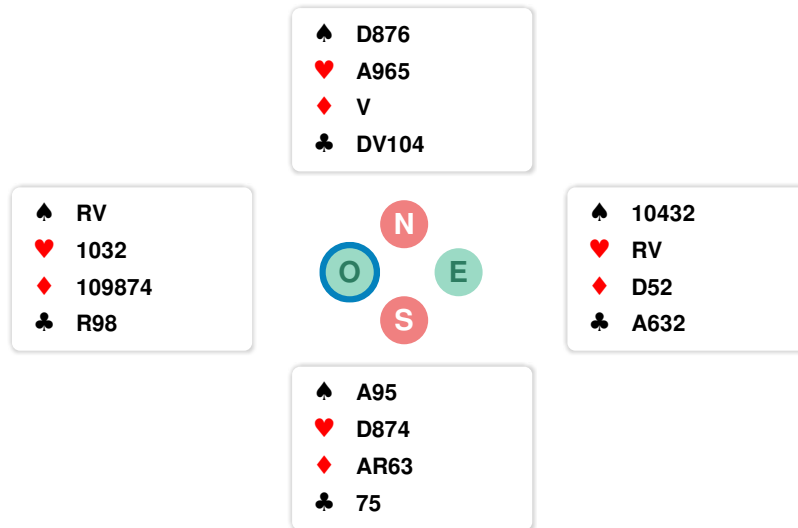 ♠ D876
♥ A965
♦ V
♣ DV104
♠ RV
♥ 1032
♦ 109874
♣ R98
N
O E
S
♠ 10432
♥ RV
♦ D52
♣ A632
♠ A95
♥ D874
♦ AR63
♣ 75